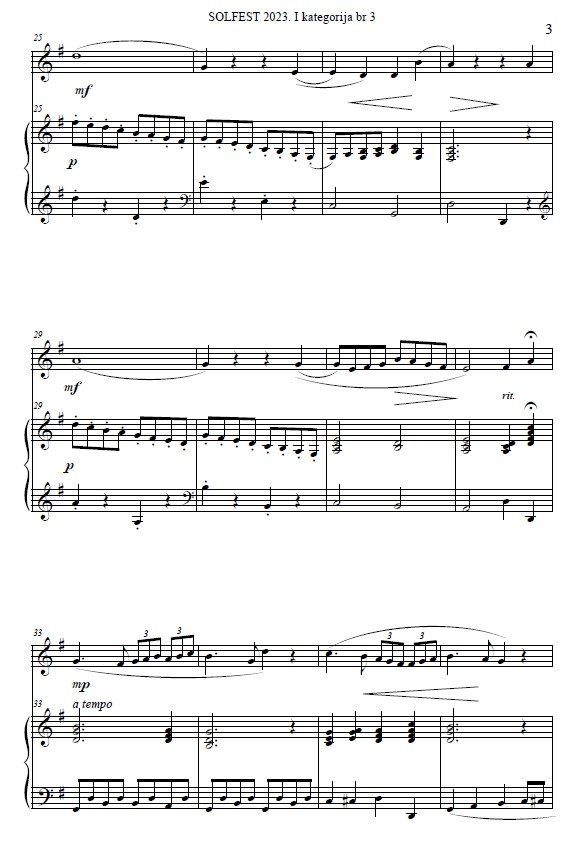 SOLFEST 2023. I kategorija br 3
3
25
mf
25
p
29
mf
rit.
29
p
33
3 3 3 3
mp
a tempo
33